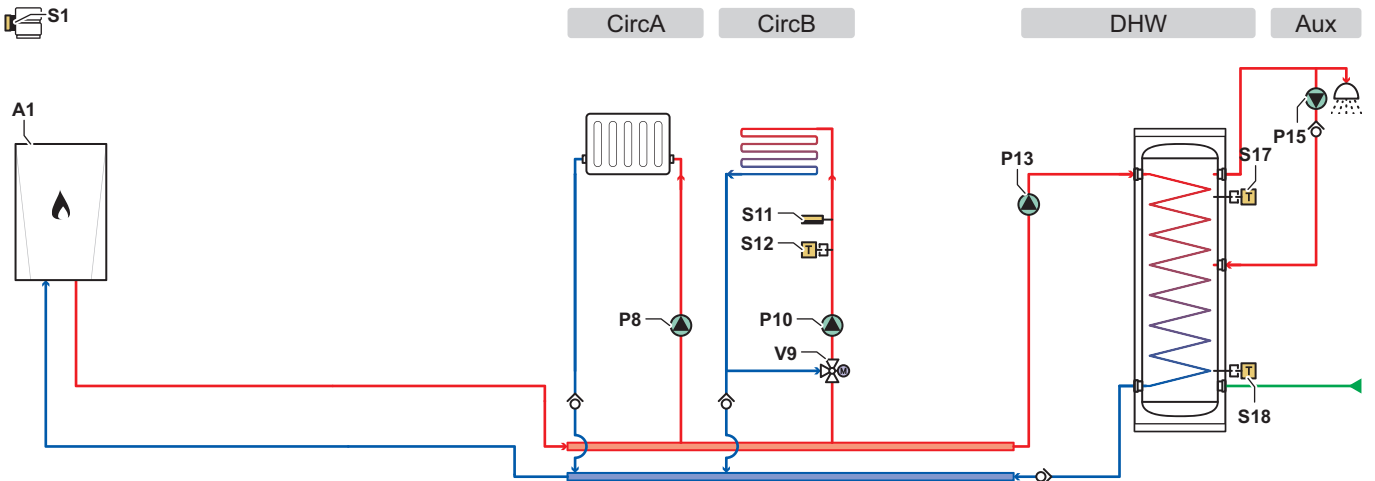 S1
CircA
CircB
DHW
Aux
A1
P15
P13
S17
T
S11
S12
T
P8
P10
V9
M
T
S18